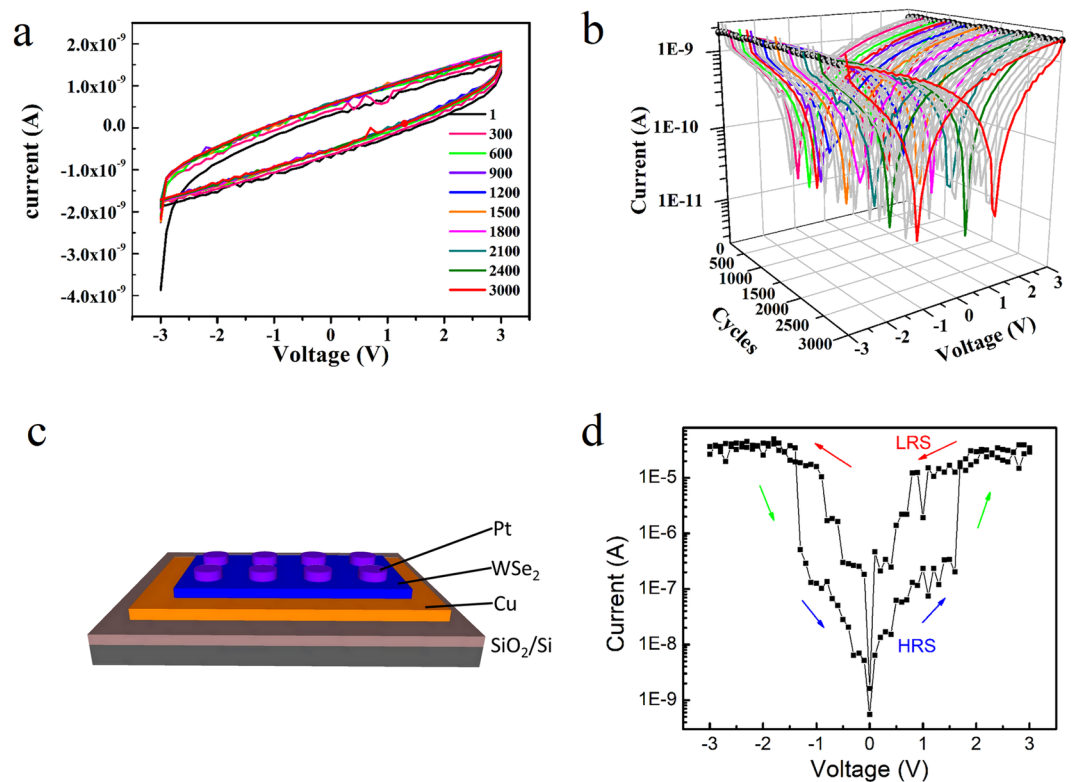 a
2.0x10⁻⁹
1.0x10⁻⁹
0.0
-1.0x10⁻⁹
-2.0x10⁻⁹
-3.0x10⁻⁹
-4.0x10⁻⁹
current (A)
-3 -2 -1 0 1 2 3
Voltage (V)
1
300
600
900
1200
1500
1800
2100
2400
3000
b
1E-9
1E-10
1E-11
Current (A)
0
500
1000
1500
2000
2500
3000
Cycles
-3 -2 -1 0 1 2 3
Voltage (V)
c
Pt
WSe₂
Cu
SiO₂/Si
d
1E-5
1E-6
1E-7
1E-8
1E-9
Current (A)
LRS
HRS
-3 -2 -1 0 1 2 3
Voltage (V)